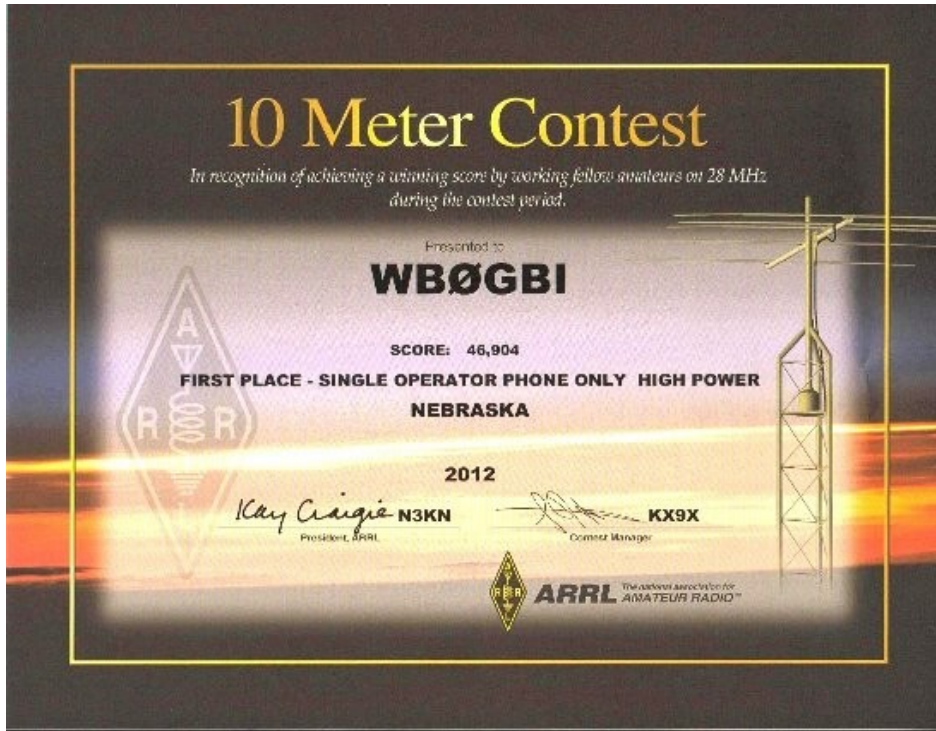 10 Meter Contest
In recognition of achieving a winning score by working fellow amateurs on 28 MHz
during the contest period.
Presented to
WBØGBI
SCORE: 46,904
FIRST PLACE - SINGLE OPERATOR PHONE ONLY HIGH POWER
NEBRASKA
2012
Kay Craigie N3KN
KX9X
President, ARRL
Contest Manager
A
R R
L
A
R R
L
ARRL The national association for
AMATEUR RADIO™